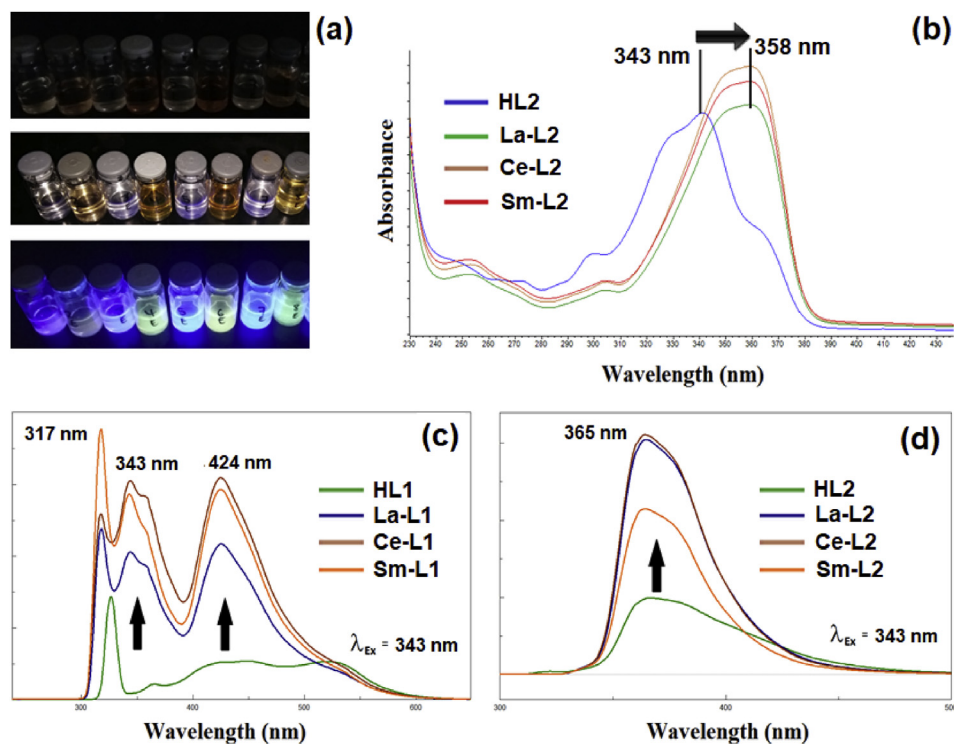 (a)
(b)
343 nm
358 nm
HL2
La-L2
Ce-L2
Sm-L2
Absorbance
230 240 250 260 270 280 290 300 310 320 330 340 350 360 370 380 390 400 410 420 430
Wavelength (nm)
(c)
317 nm
343 nm
424 nm
HL1
La-L1
Ce-L1
Sm-L1
λEx = 343 nm
300 400 500 600
Wavelength (nm)
(d)
365 nm
HL2
La-L2
Ce-L2
Sm-L2
λEx = 343 nm
300 350 400 450
Wavelength (nm)